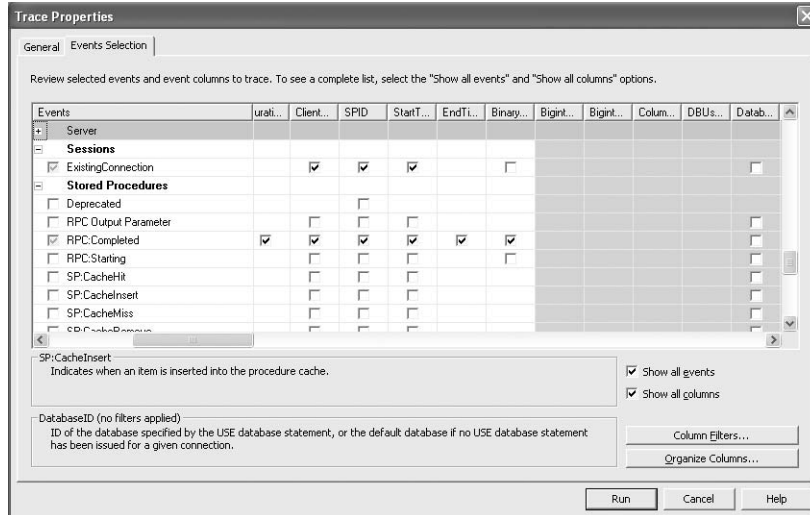 Trace Properties
General Events Selection
Review selected events and event columns to trace. To see a complete list, select the "Show all events" and "Show all columns" options.
Events urati... Client... SPID StartT... EndTi... Binary... Bigint... Bigint... Colum... DBUs... Datab...
Server
Sessions
ExistingConnection
Stored Procedures
Deprecated
RPC Output Parameter
RPC:Completed
RPC:Starting
SP:CacheHit
SP:CacheInsert
SP:CacheMiss
SP:CacheRemove
SP:CacheInsert
Indicates when an item is inserted into the procedure cache.
Show all events
Show all columns
DatabaseID (no filters applied)
ID of the database specified by the USE database statement, or the default database if no USE database statement
has been issued for a given connection.
Column Filters...
Organize Columns...
Run Cancel Help